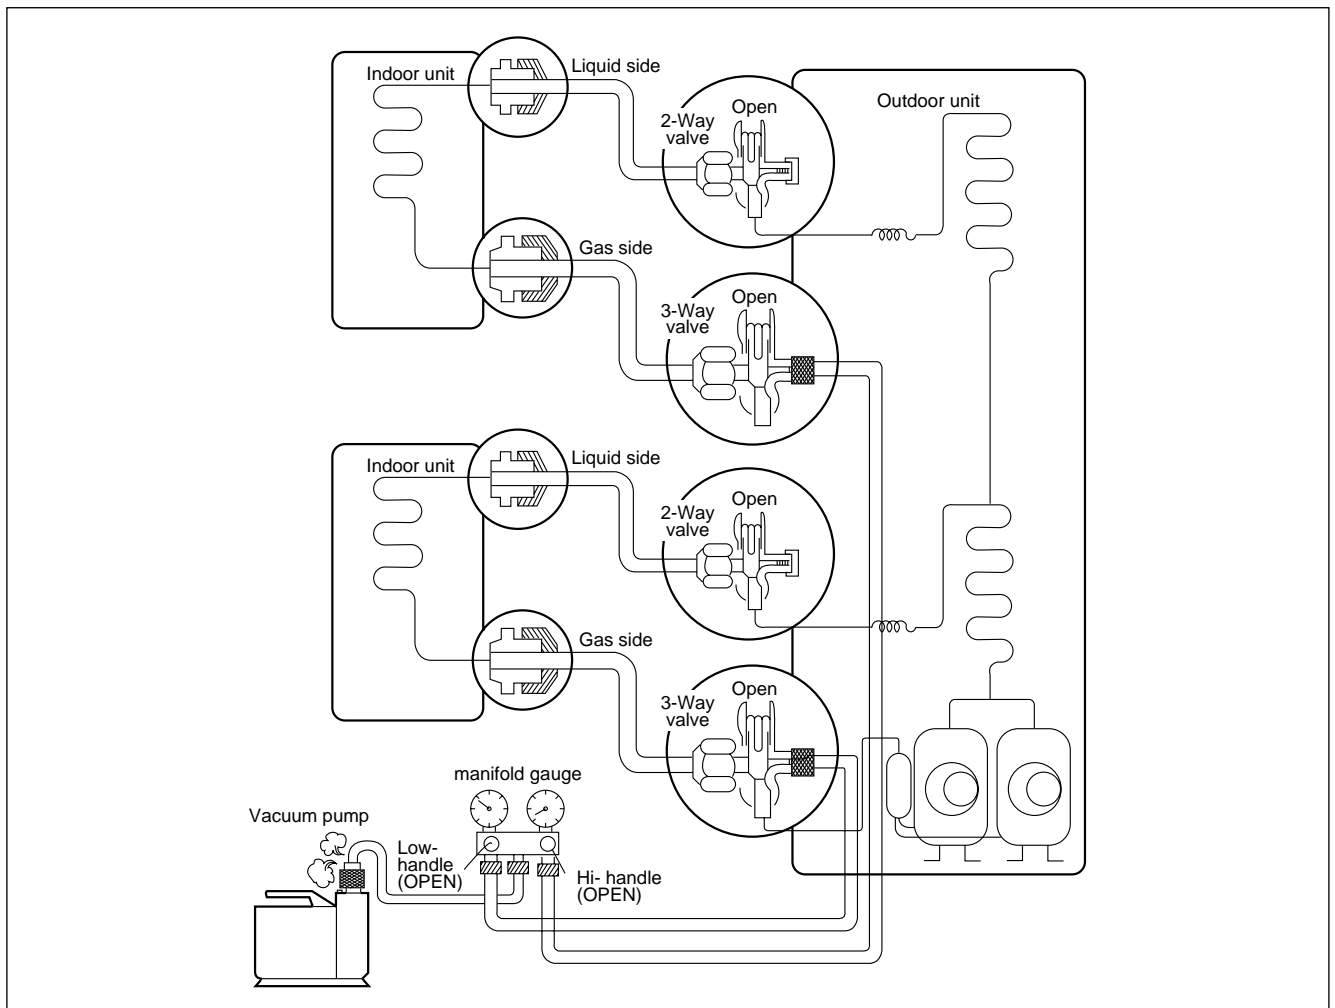 Indoor unit
Liquid side
2-Way
valve
Open
Outdoor unit
Gas side
3-Way
valve
Open
Indoor unit
Liquid side
2-Way
valve
Open
Gas side
3-Way
valve
Open
manifold gauge
Vacuum pump
Low-
handle
(OPEN)
Hi- handle
(OPEN)